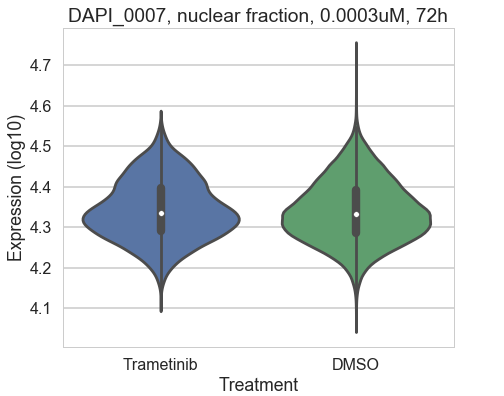 DAPI_0007, nuclear fraction, 0.0003uM, 72h
Expression (log10)
4.7
4.6
4.5
4.4
4.3
4.2
4.1
Trametinib
DMSO
Treatment